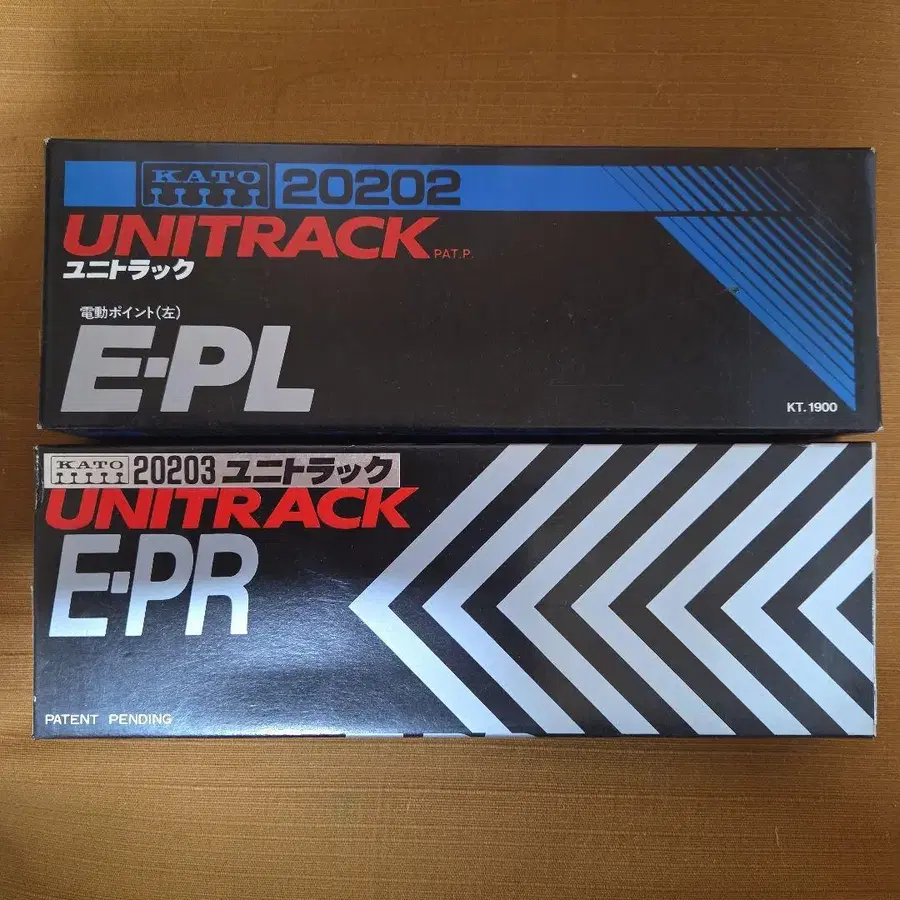 KATO 20202
UNITRACK PAT.P.
ユニトラック
電動ポイント(左)
E-PL
KT.1900
KATO 20203 ユニトラック
UNITRACK
E-PR
PATENT PENDING